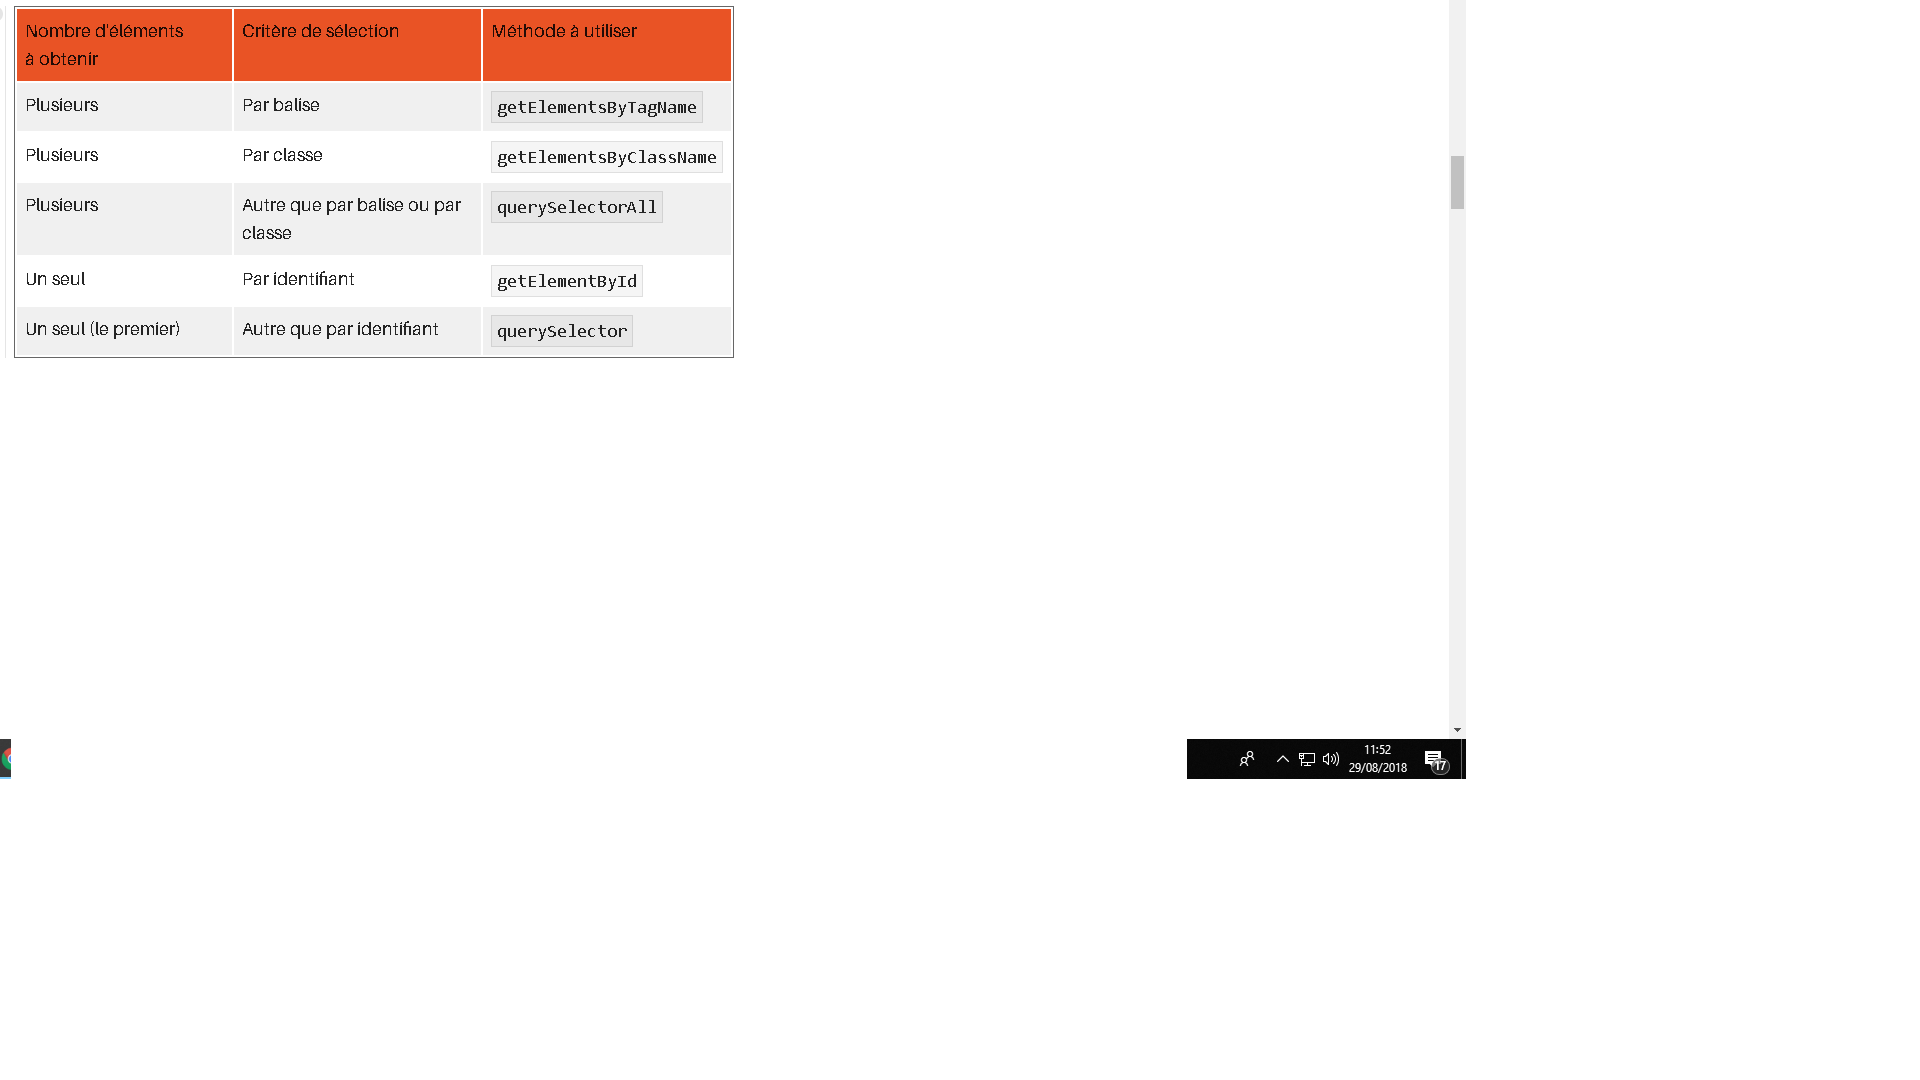 Nombre d'éléments
à obtenir
Critère de sélection
Méthode à utiliser
Plusieurs
Par balise
getElementsByTagName
Plusieurs
Par classe
getElementsByClassName
Plusieurs
Autre que par balise ou par
classe
querySelectorAll
Un seul
Par identifiant
getElementById
Un seul (le premier)
Autre que par identifiant
querySelector
11:52
29/08/2018
17